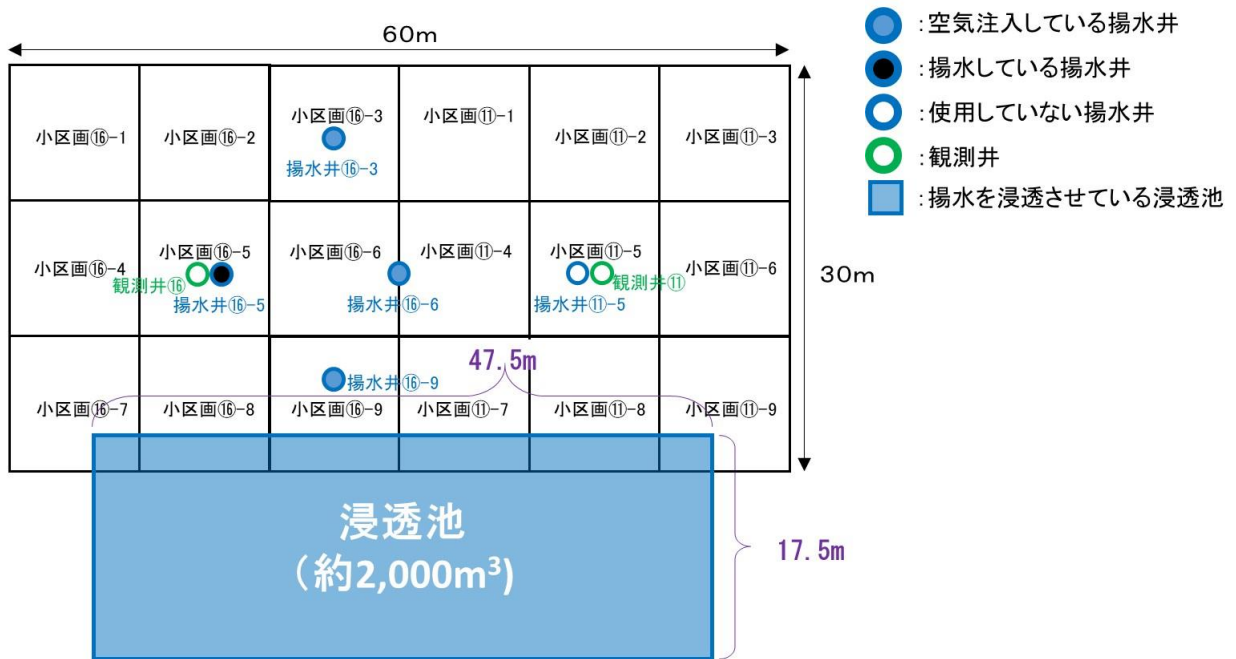 60m
：空気注入している揚水井
：揚水している揚水井
：使用していない揚水井
：観測井
：揚水を浸透させている浸透池
小区画⑯-1
小区画⑯-2
小区画⑯-3
小区画⑪-1
小区画⑪-2
小区画⑪-3
揚水井⑯-3
小区画⑯-4
小区画⑯-5
小区画⑯-6
小区画⑪-4
小区画⑪-5
小区画⑪-6
観測井⑯
観測井⑪
揚水井⑯-5
揚水井⑯-6
揚水井⑪-5
30m
47.5m
揚水井⑯-9
小区画⑯-7
小区画⑯-8
小区画⑯-9
小区画⑪-7
小区画⑪-8
小区画⑪-9
浸透池
（約2,000m³)
17.5m